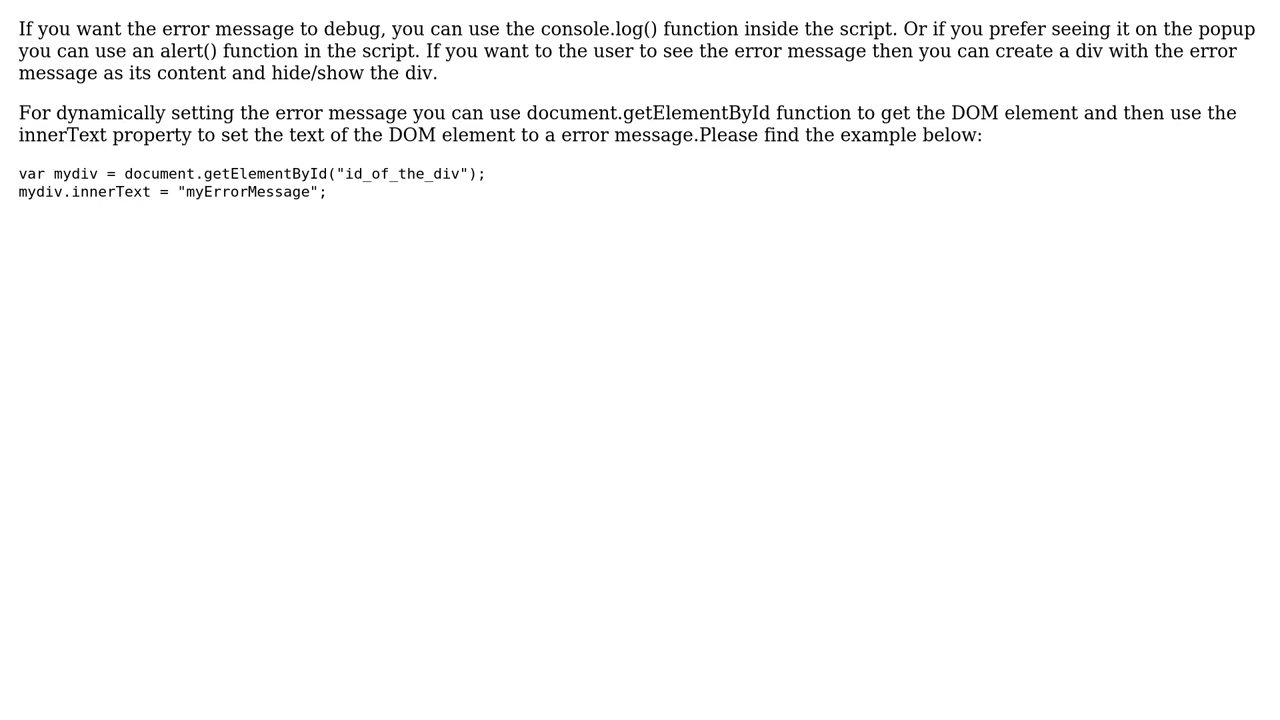 If you want the error message to debug, you can use the console.log() function inside the script. Or if you prefer seeing it on the popup
you can use an alert() function in the script. If you want to the user to see the error message then you can create a div with the error
message as its content and hide/show the div.
For dynamically setting the error message you can use document.getElementById function to get the DOM element and then use the
innerText property to set the text of the DOM element to a error message.Please find the example below:
var mydiv = document.getElementById("id_of_the_div");
mydiv.innerText = "myErrorMessage";